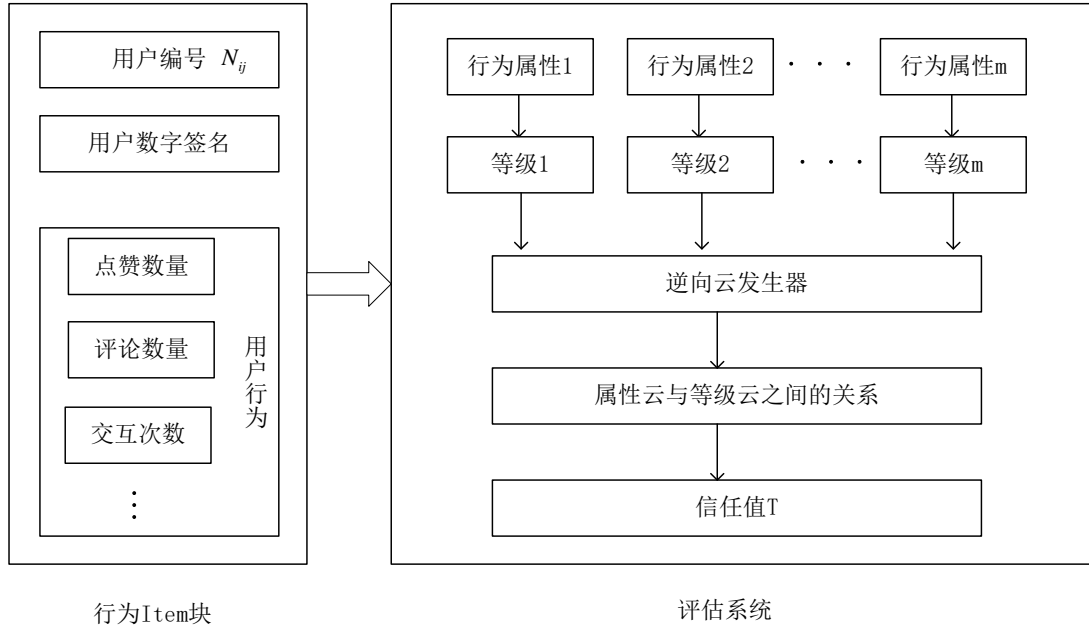 用户编号 N_{ij}
用户数字签名
点赞数量
评论数量
交互次数
⋮
用户行为
行为Item块
行为属性1 行为属性2 · · · 行为属性m
等级1 等级2 · · · 等级m
逆向云发生器
属性云与等级云之间的关系
信任值T
评估系统